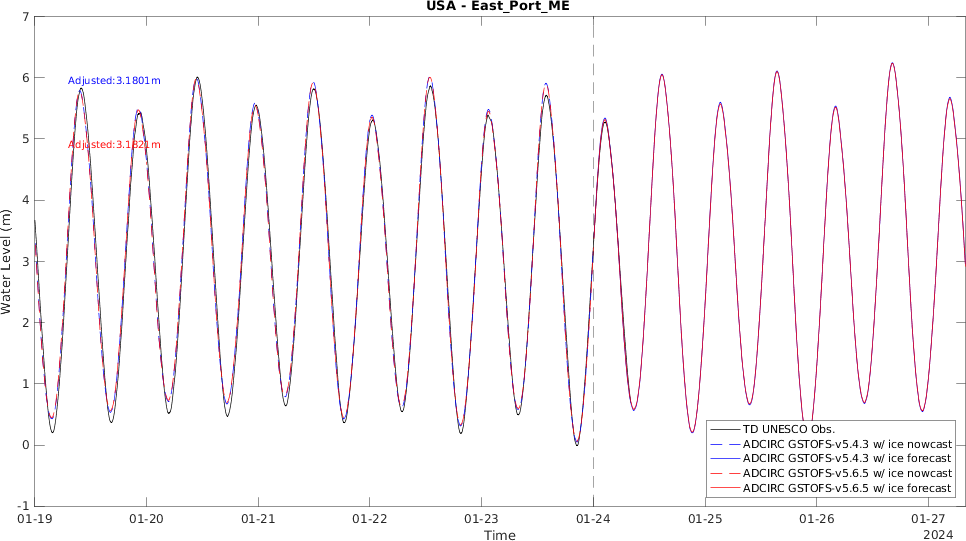 USA - East_Port_ME
7
6
5
4
3
2
1
0
-1
Water Level (m)
Adjusted:3.1801m
Adjusted:3.1821m
TD UNESCO Obs.
ADCIRC GSTOFS-v5.4.3 w/ ice nowcast
ADCIRC GSTOFS-v5.4.3 w/ ice forecast
ADCIRC GSTOFS-v5.6.5 w/ ice nowcast
ADCIRC GSTOFS-v5.6.5 w/ ice forecast
01-19 01-20 01-21 01-22 01-23 01-24 01-25 01-26 01-27
Time
2024